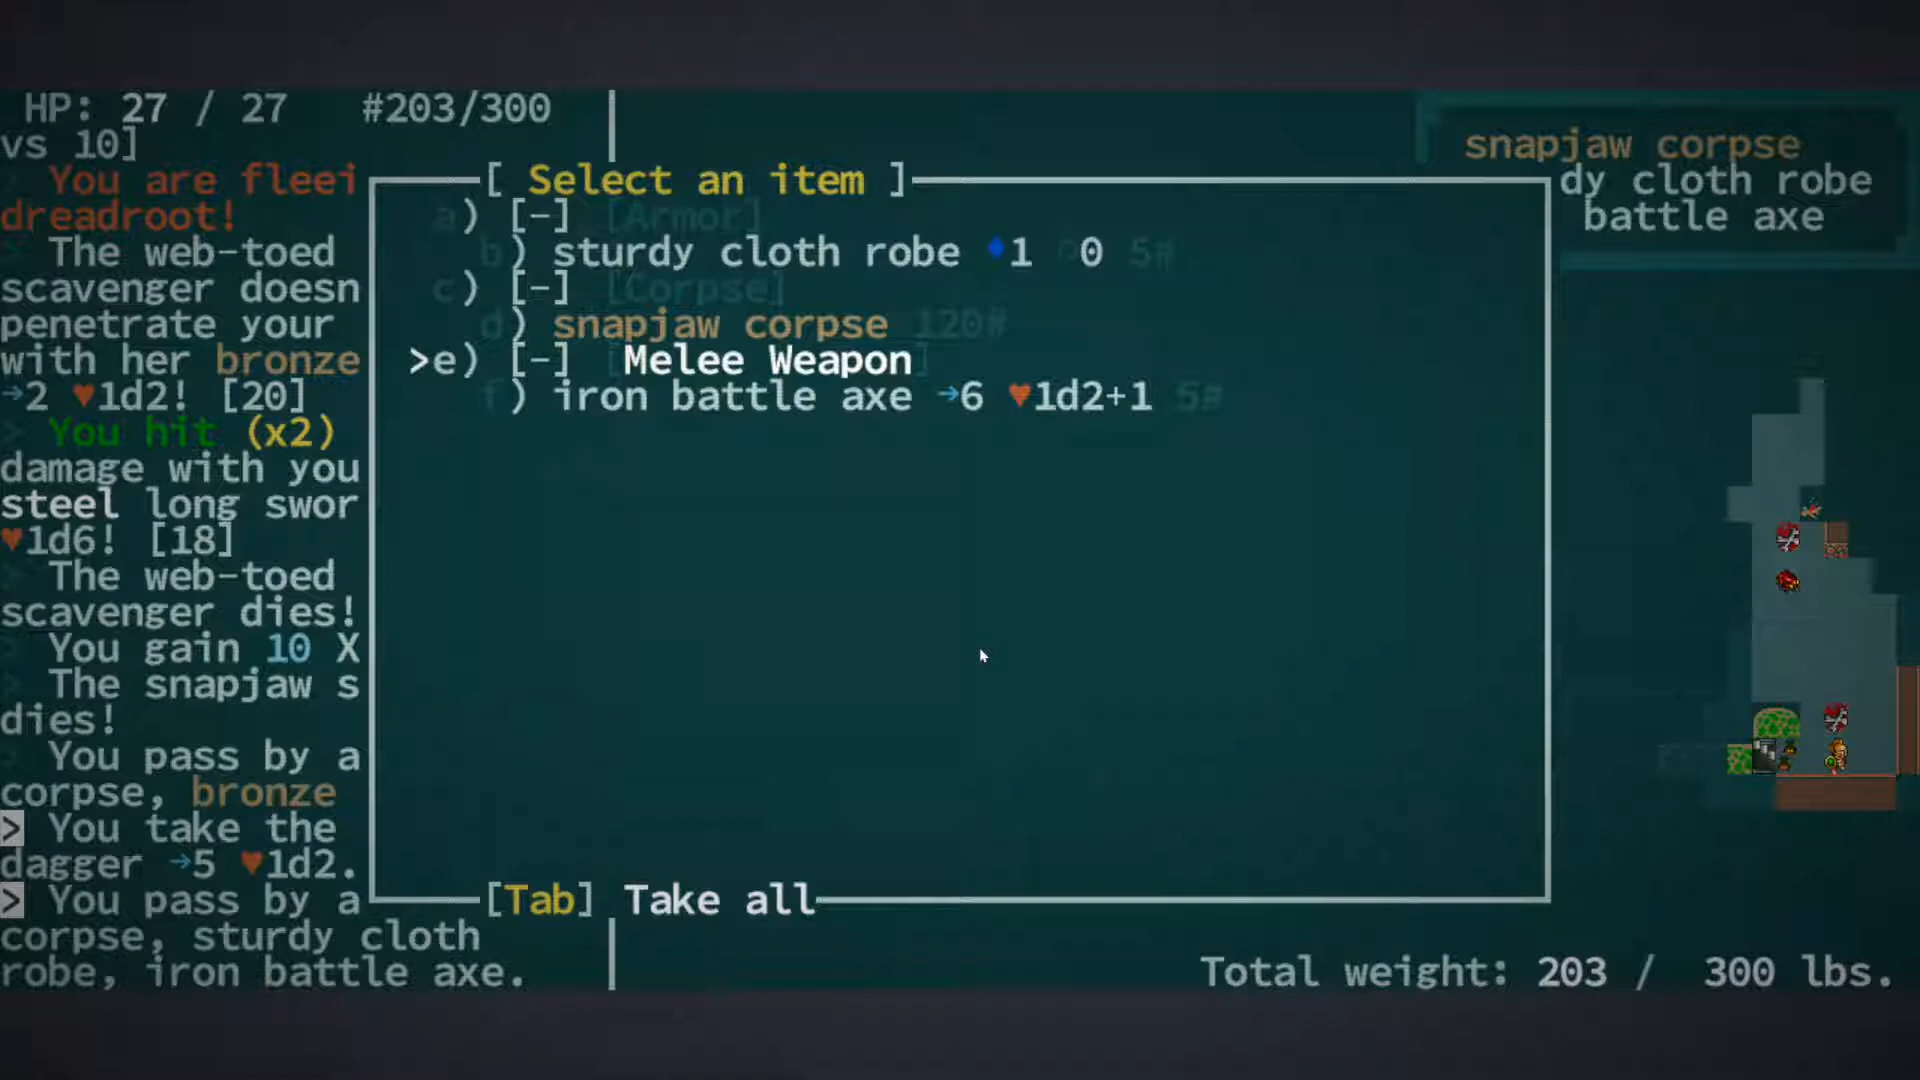 HP: 27 / 27 #203/300
vs 10]
You are fleei
dreadroot!
The web-toed
scavenger doesn
penetrate your
with her bronze
→2 ♥1d2! [20]
> You hit (x2)
damage with you
steel long swor
♥1d6! [18]
The web-toed
scavenger dies!
You gain 10 X
The snapjaw s
dies!
You pass by a
corpse, bronze
> You take the
dagger →5 ♥1d2.
> You pass by a
corpse, sturdy cloth
robe, iron battle axe.
[ Select an item ]
a) [-] [Armor]
b) sturdy cloth robe ♦1 ○0 5#
c) [-] [Corpse]
d) snapjaw corpse 120#
>e) [-] [Melee Weapon]
f) iron battle axe →6 ♥1d2+1 5#
[Tab] Take all
snapjaw corpse
dy cloth robe
battle axe
Total weight: 203 / 300 lbs.